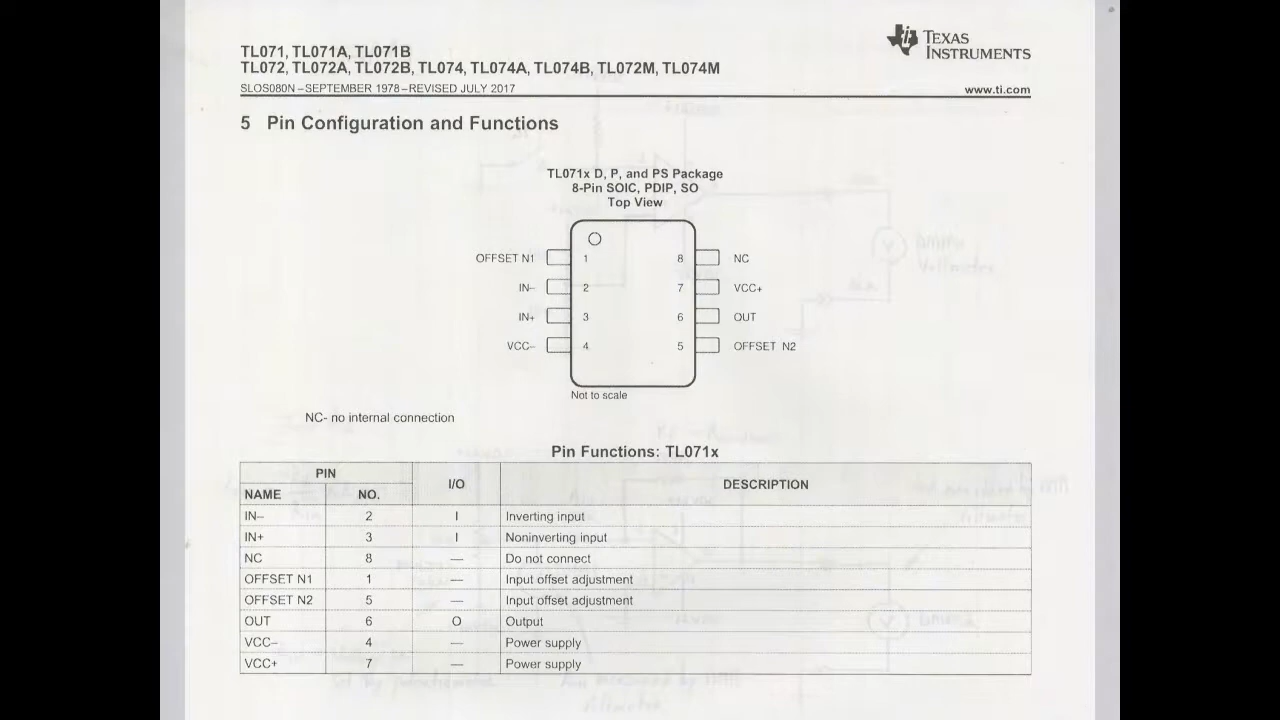 TL071, TL071A, TL071B
TL072, TL072A, TL072B, TL074, TL074A, TL074B, TL072M, TL074M
TEXAS
INSTRUMENTS
SLOS080N –SEPTEMBER 1978–REVISED JULY 2017
www.ti.com
5 Pin Configuration and Functions
TL071x D, P, and PS Package
8-Pin SOIC, PDIP, SO
Top View
OFFSET N1 1 8 NC
IN– 2 7 VCC+
IN+ 3 6 OUT
VCC– 4 5 OFFSET N2
Not to scale
NC- no internal connection
Pin Functions: TL071x
PIN I/O DESCRIPTION
NAME NO.
IN– 2 I Inverting input
IN+ 3 I Noninverting input
NC 8 — Do not connect
OFFSET N1 1 — Input offset adjustment
OFFSET N2 5 — Input offset adjustment
OUT 6 O Output
VCC– 4 — Power supply
VCC+ 7 — Power supply